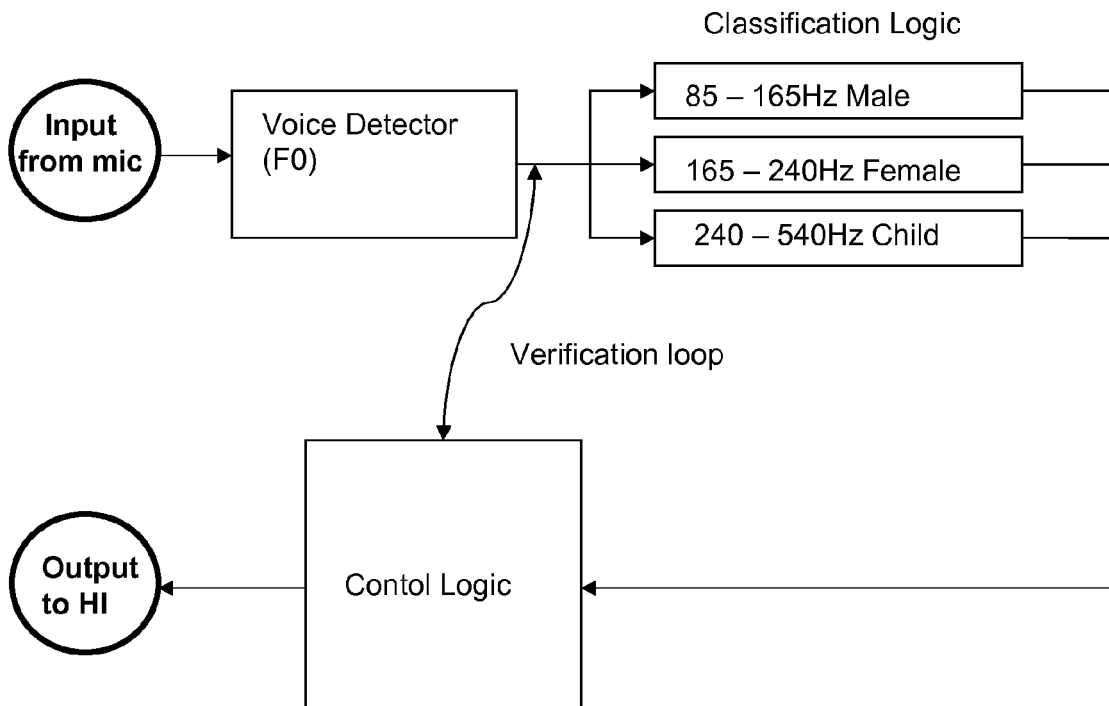 Classification Logic
Input
from mic
Voice Detector
(F0)
85 – 165Hz Male
165 – 240Hz Female
240 – 540Hz Child
Verification loop
Output
to HI
Contol Logic